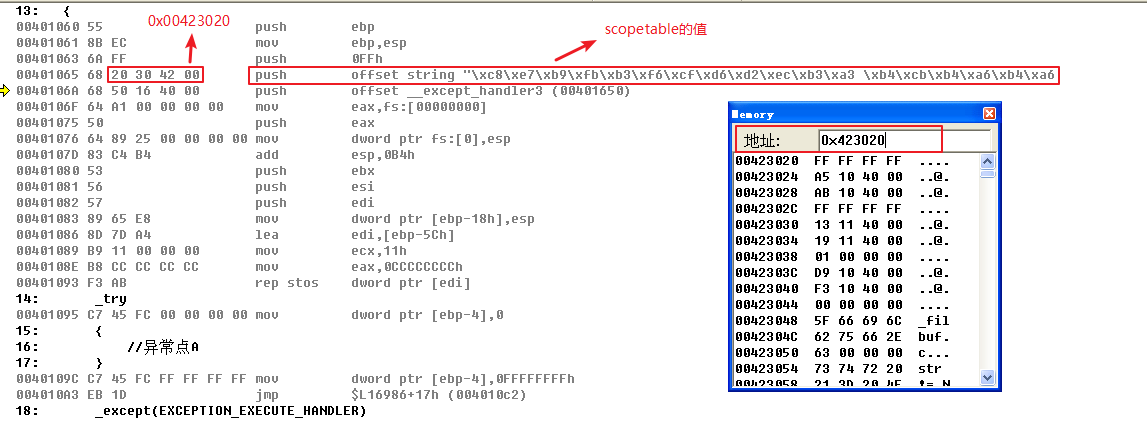 13:   {
0x00423020
scopetable的值
00401060 55                   push        ebp
00401061 8B EC                mov         ebp,esp
00401063 6A FF                push        0FFh
00401065 68 20 30 42 00       push        offset string "\xc8\xe7\xb9\xfb\xb3\xf6\xcf\xd6\xd2\xec\xb3\xa3 \xb4\xcb\xb4\xa6\xb4\xa6
0040106A 68 50 16 40 00       push        offset __except_handler3 (00401650)
0040106F 64 A1 00 00 00 00    mov         eax,fs:[00000000]
00401075 50                   push        eax
00401076 64 89 25 00 00 00 00 mov         dword ptr fs:[0],esp
0040107D 83 C4 B4             add         esp,0B4h
00401080 53                   push        ebx
00401081 56                   push        esi
00401082 57                   push        edi
00401083 89 65 E8             mov         dword ptr [ebp-18h],esp
00401086 8D 7D A4             lea         edi,[ebp-5Ch]
00401089 B9 11 00 00 00       mov         ecx,11h
0040108E B8 CC CC CC CC       mov         eax,0CCCCCCCCh
00401093 F3 AB                rep stos    dword ptr [edi]
14:       _try
00401095 C7 45 FC 00 00 00 00 mov         dword ptr [ebp-4],0
15:       {
16:           //异常点A
17:       }
0040109C C7 45 FC FF FF FF FF mov         dword ptr [ebp-4],0FFFFFFFFh
004010A3 EB 1D                jmp         $L16986+17h (004010c2)
18:       _except(EXCEPTION_EXECUTE_HANDLER)
Memory
地址: 0x423020
00423020  FF FF FF FF  ....
00423024  A5 10 40 00  ..@.
00423028  AB 10 40 00  ..@.
0042302C  FF FF FF FF  ....
00423030  13 11 40 00  ..@.
00423034  19 11 40 00  ..@.
00423038  01 00 00 00  ....
0042303C  D9 10 40 00  ..@.
00423040  F3 10 40 00  ..@.
00423044  00 00 00 00  ....
00423048  5F 66 69 6C  _fil
0042304C  62 75 66 2E  buf.
00423050  63 00 00 00  c...
00423054  73 74 72 20  str
00423058  21 3D 20 4E  != N